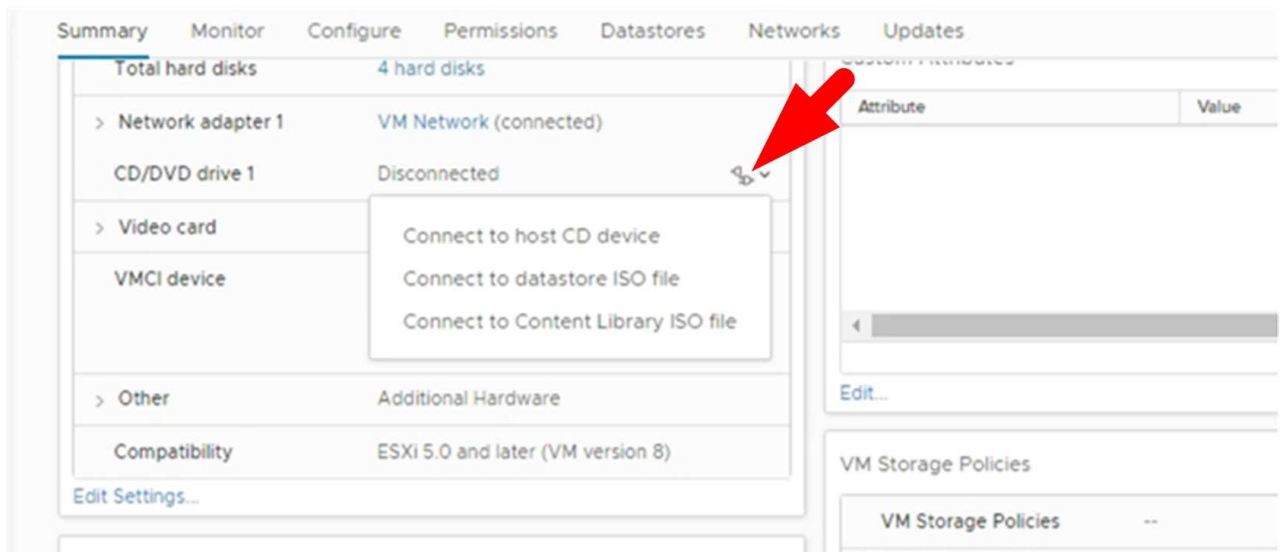 Summary Monitor Configure Permissions Datastores Networks Updates
Total hard disks 4 hard disks
Network adapter 1 VM Network (connected)
CD/DVD drive 1 Disconnected
Video card
Connect to host CD device
VMCI device
Connect to datastore ISO file
Connect to Content Library ISO file
Other Additional Hardware
Compatibility ESXi 5.0 and later (VM version 8)
Edit Settings...
Custom Attributes
Attribute Value
Edit...
VM Storage Policies
VM Storage Policies --